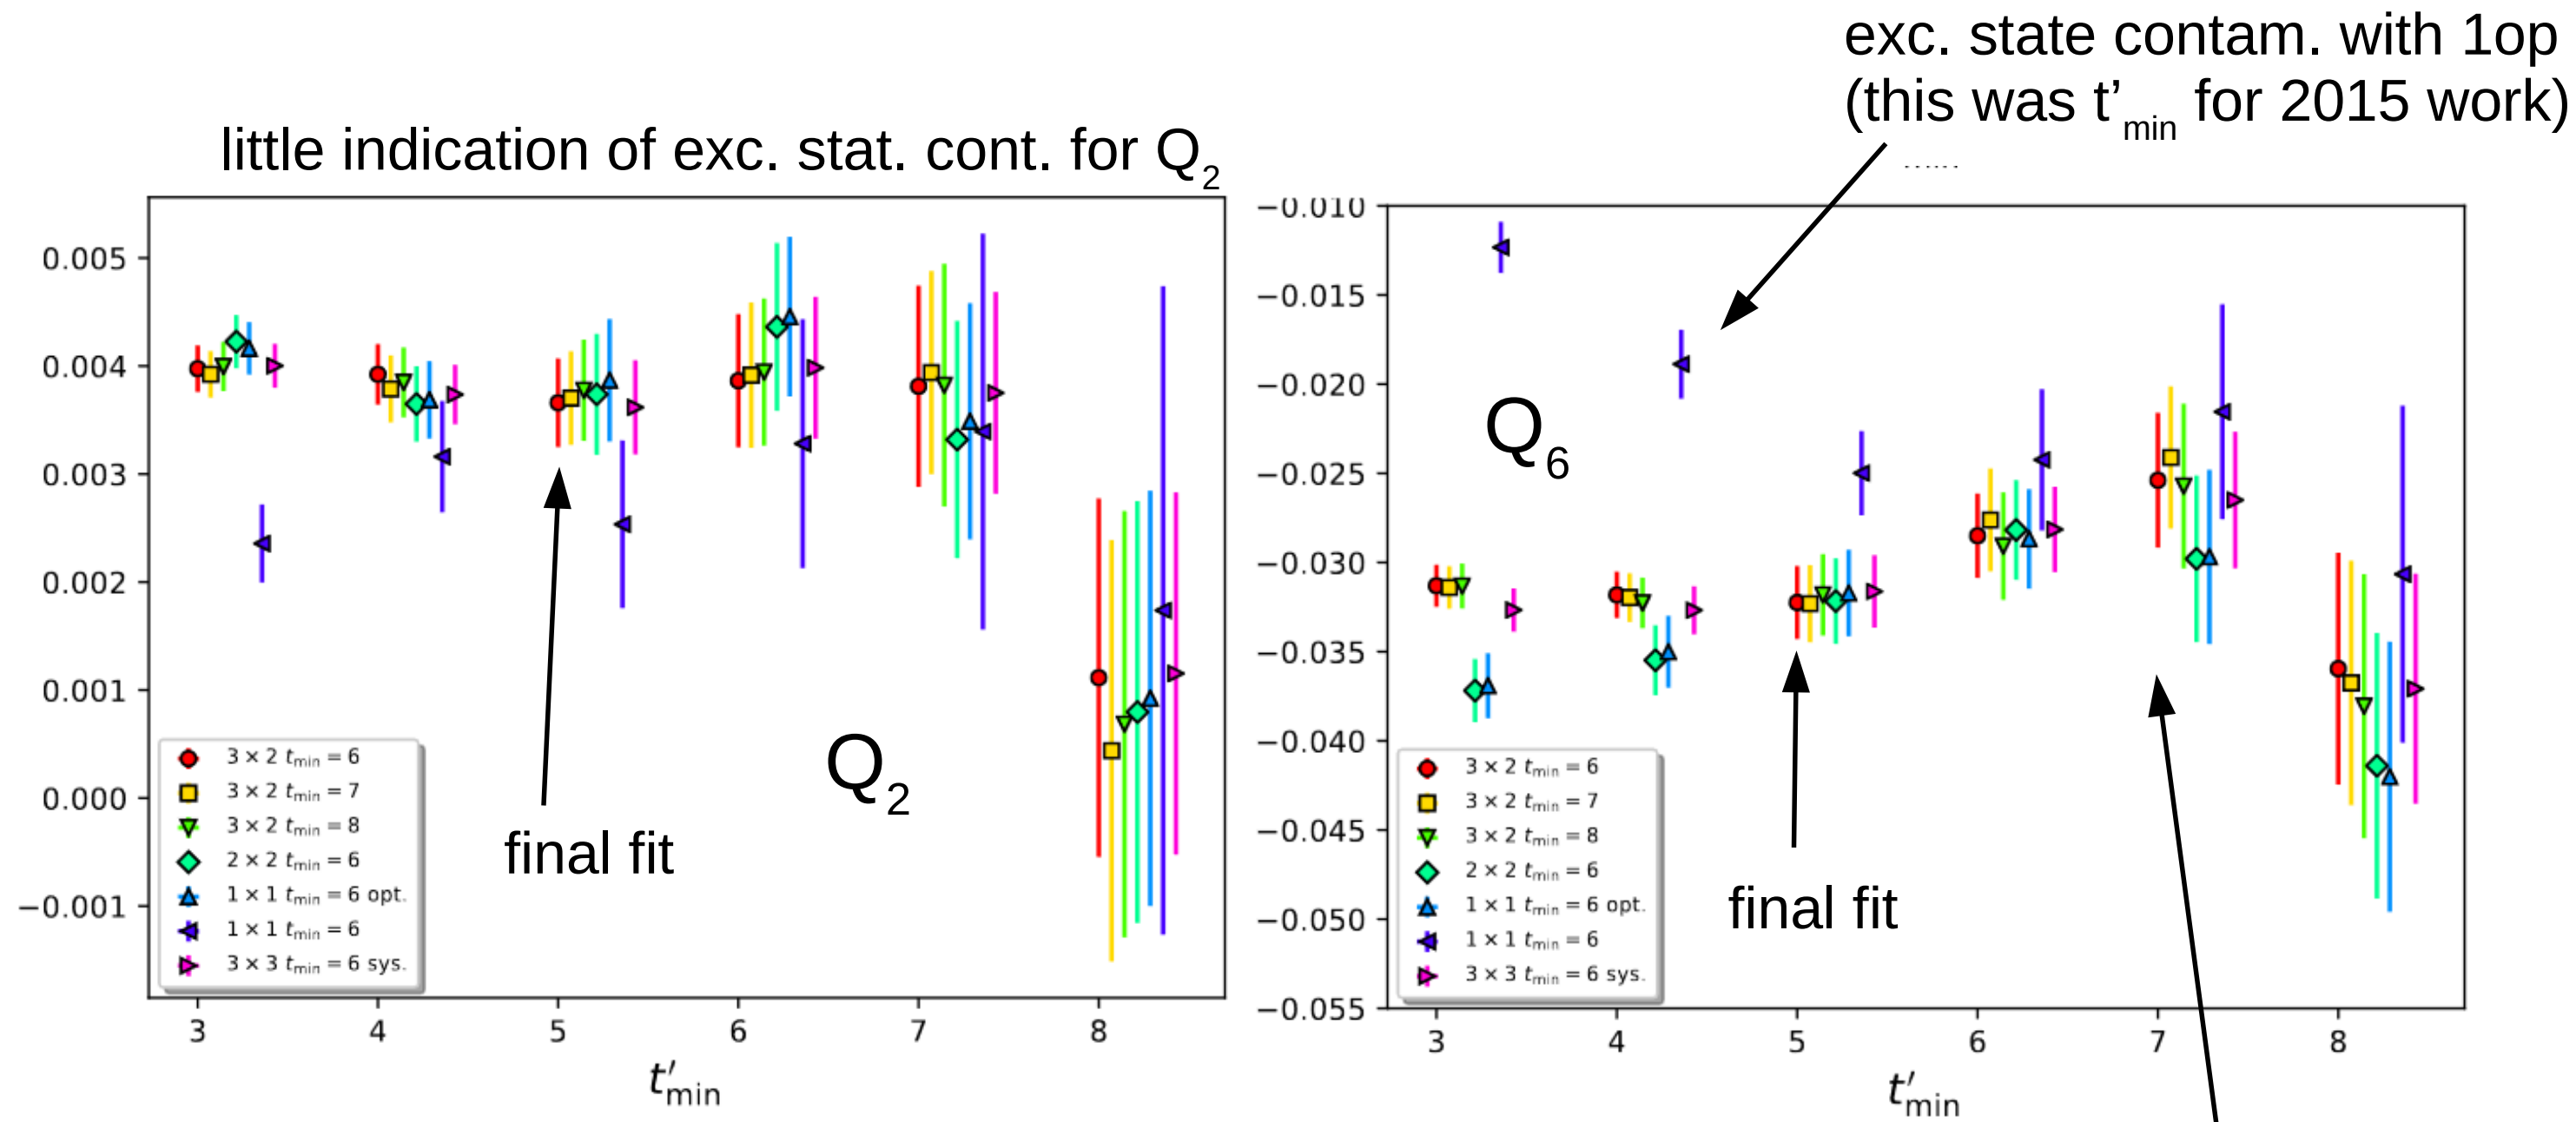 exc. state contam. with 1op
(this was t’min for 2015 work)
little indication of exc. stat. cont. for Q2
0.005
0.004
0.003
0.002
0.001
0.000
−0.001
final fit
Q2
3 × 2 tmin = 6
3 × 2 tmin = 7
3 × 2 tmin = 8
2 × 2 tmin = 6
1 × 1 tmin = 6 opt.
1 × 1 tmin = 6
3 × 3 tmin = 6 sys.
3 4 5 6 7 8
t′min
−0.010
−0.015
−0.020
−0.025
−0.030
−0.035
−0.040
−0.045
−0.050
−0.055
Q6
final fit
3 × 2 tmin = 6
3 × 2 tmin = 7
3 × 2 tmin = 8
2 × 2 tmin = 6
1 × 1 tmin = 6 opt.
1 × 1 tmin = 6
3 × 3 tmin = 6 sys.
3 4 5 6 7 8
t′min